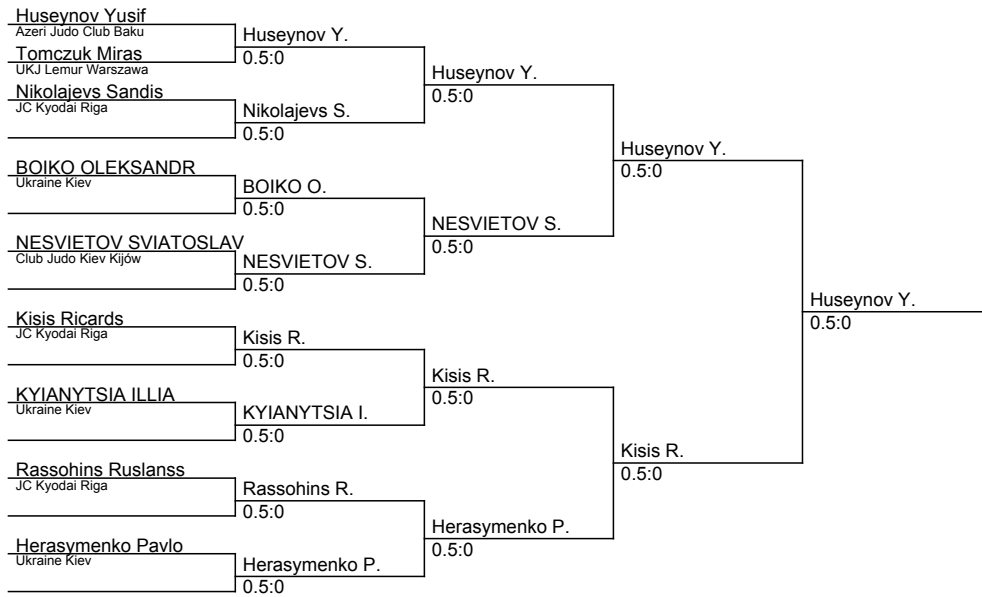 Huseynov Yusif
Azeri Judo Club Baku
Tomczuk Miras
UKJ Lemur Warszawa
Nikolajevs Sandis
JC Kyodai Riga
BOIKO OLEKSANDR
Ukraine Kiev
NESVIETOV SVIATOSLAV
Club Judo Kiev Kijów
Kisis Ricards
JC Kyodai Riga
KYIANYTSIA ILLIA
Ukraine Kiev
Rassohins Ruslanss
JC Kyodai Riga
Herasymenko Pavlo
Ukraine Kiev
Huseynov Y.
0.5:0
Nikolajevs S.
0.5:0
BOIKO O.
0.5:0
NESVIETOV S.
0.5:0
Kisis R.
0.5:0
KYIANYTSIA I.
0.5:0
Rassohins R.
0.5:0
Herasymenko P.
0.5:0
Huseynov Y.
0.5:0
NESVIETOV S.
0.5:0
Kisis R.
0.5:0
Herasymenko P.
0.5:0
Huseynov Y.
0.5:0
Kisis R.
0.5:0
Huseynov Y.
0.5:0